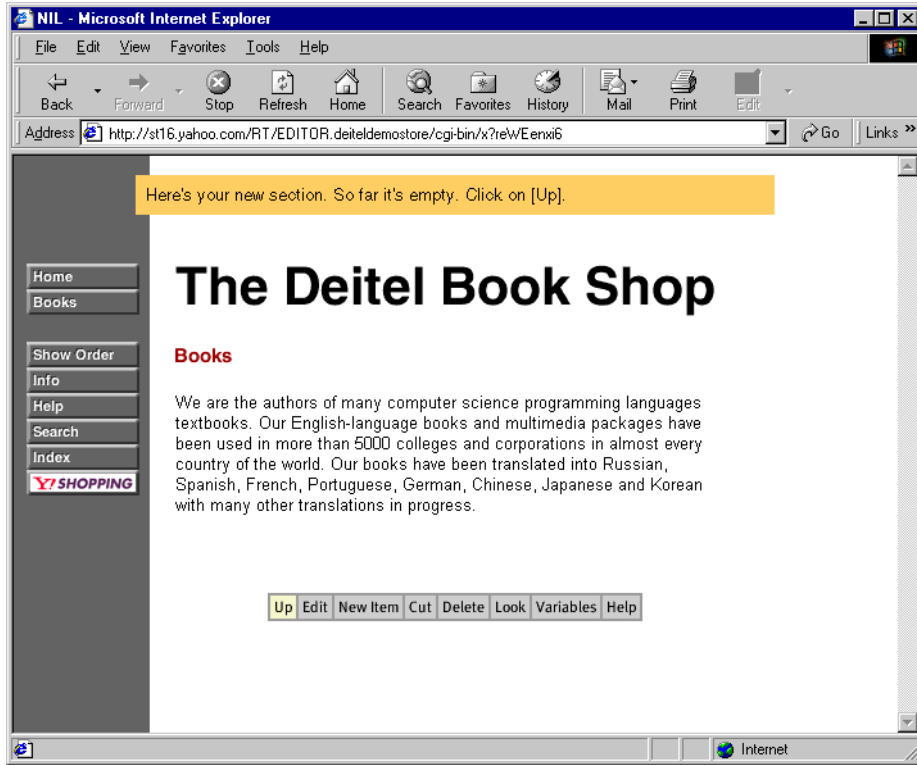 NIL - Microsoft Internet Explorer
File Edit View Favorites Tools Help
Back Forward Stop Refresh Home Search Favorites History Mail Print Edit
Address http://st16.yahoo.com/RT/EDITOR.deiteldemostore/cgi-bin/x?reWEenxi6 Go Links »
Here's your new section. So far it's empty. Click on [Up].
Home
Books
Show Order
Info
Help
Search
Index
Y! SHOPPING
The Deitel Book Shop
Books
We are the authors of many computer science programming languages
textbooks. Our English-language books and multimedia packages have
been used in more than 5000 colleges and corporations in almost every
country of the world. Our books have been translated into Russian,
Spanish, French, Portuguese, German, Chinese, Japanese and Korean
with many other translations in progress.
Up Edit New Item Cut Delete Look Variables Help
Internet